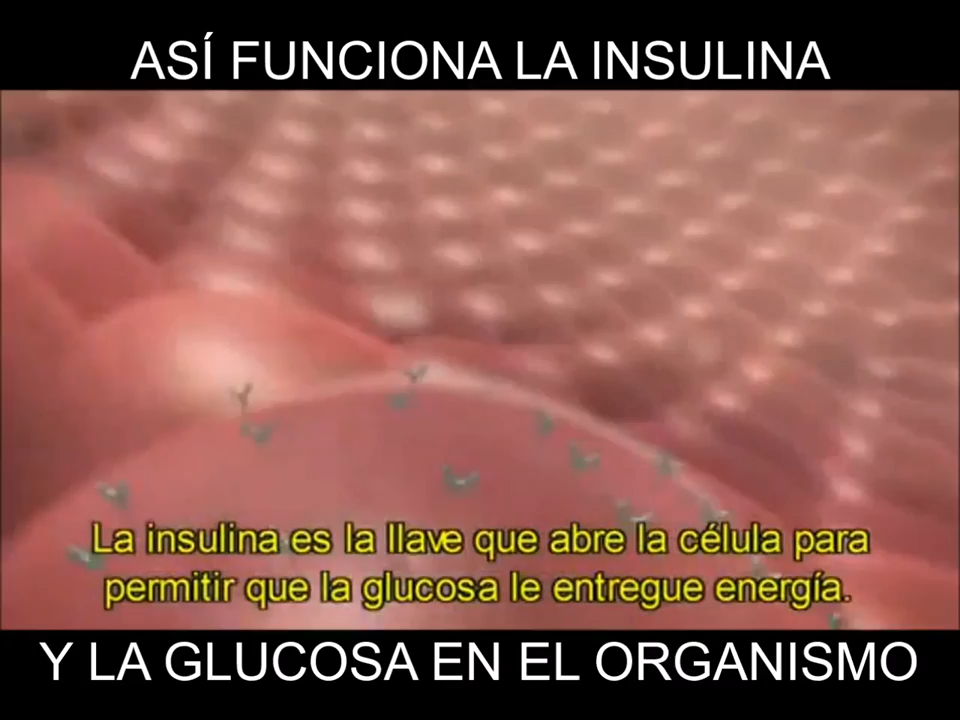 ASÍ FUNCIONA LA INSULINA
La insulina es la llave que abre la célula para
permitir que la glucosa le entregue energía.
Y LA GLUCOSA EN EL ORGANISMO